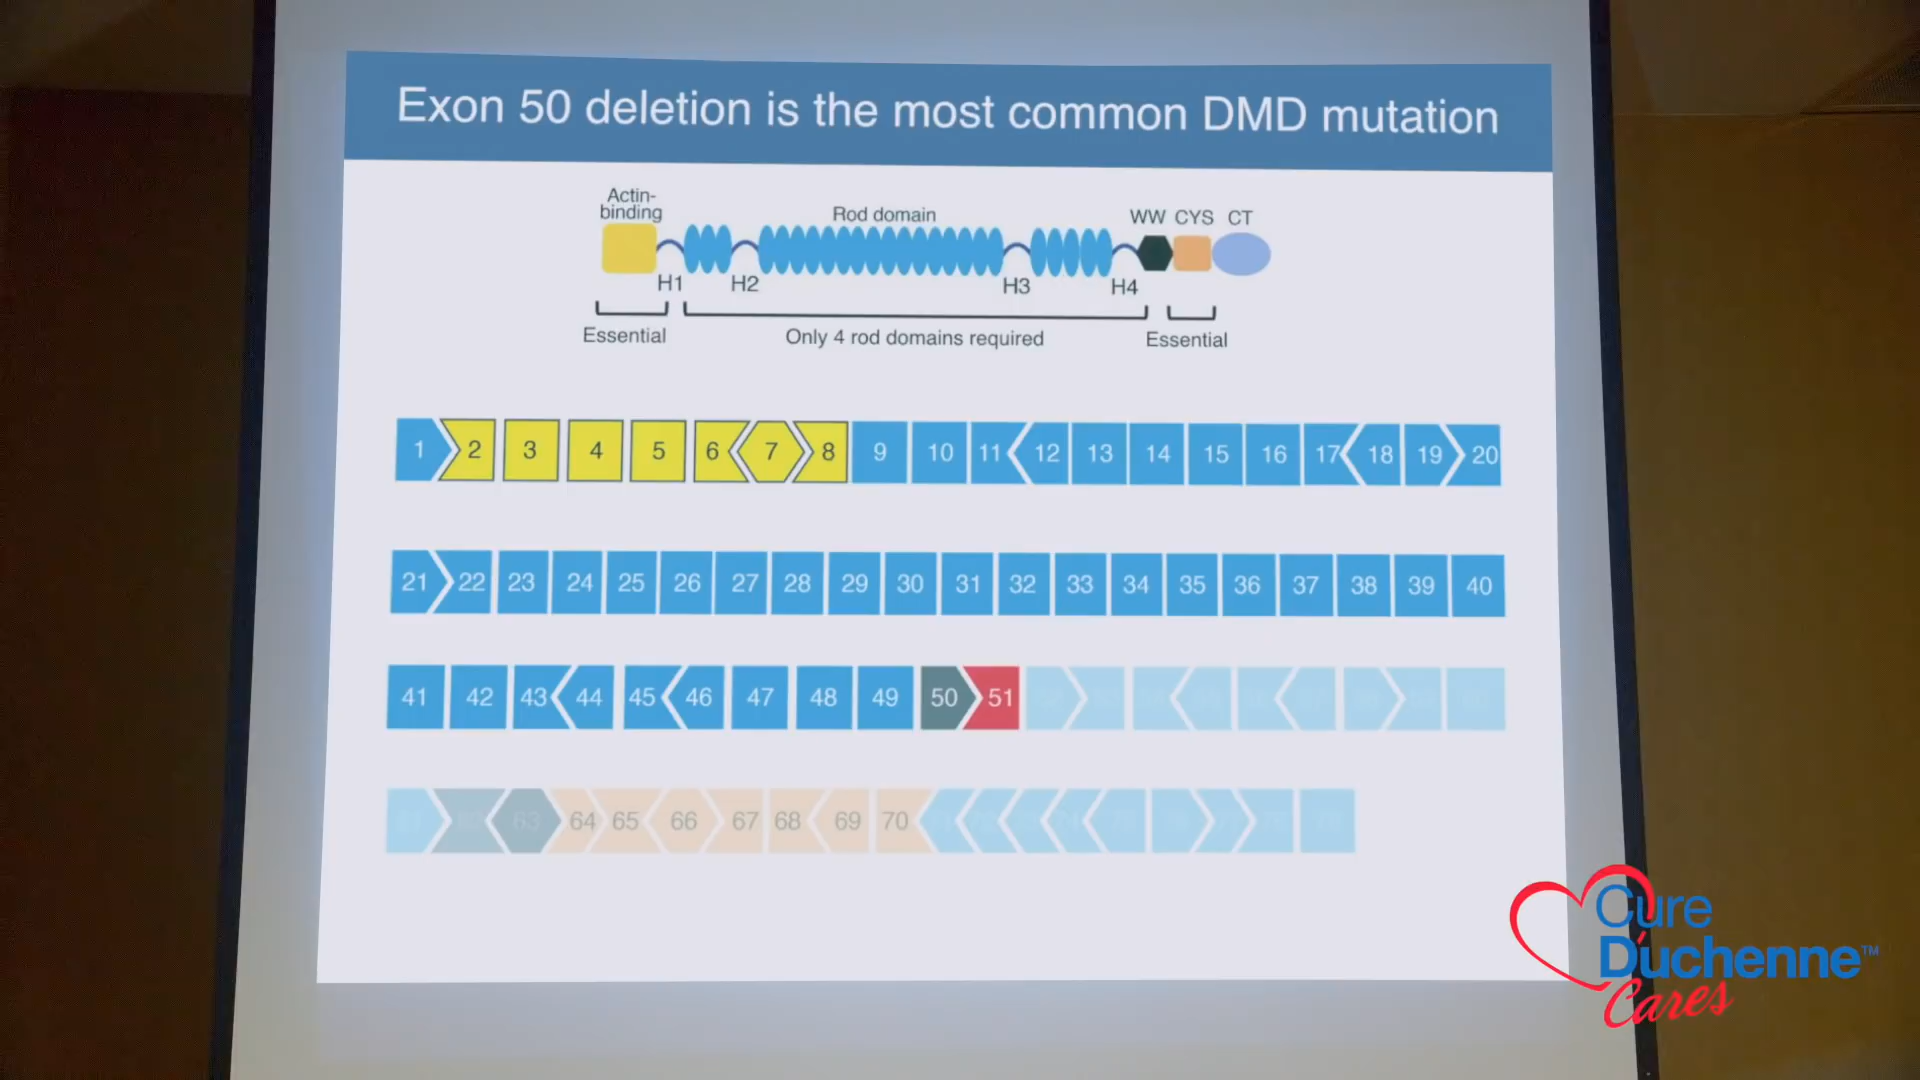 Exon 50 deletion is the most common DMD mutation
Actin-
binding
Rod domain
WW CYS CT
H1 H2 H3 H4
Essential Only 4 rod domains required Essential
1 2 3 4 5 6 7 8 9 10 11 12 13 14 15 16 17 18 19 20
21 22 23 24 25 26 27 28 29 30 31 32 33 34 35 36 37 38 39 40
41 42 43 44 45 46 47 48 49 50 51
63 64 65 66 67 68 69 70
Cure
Duchenne™
Cares